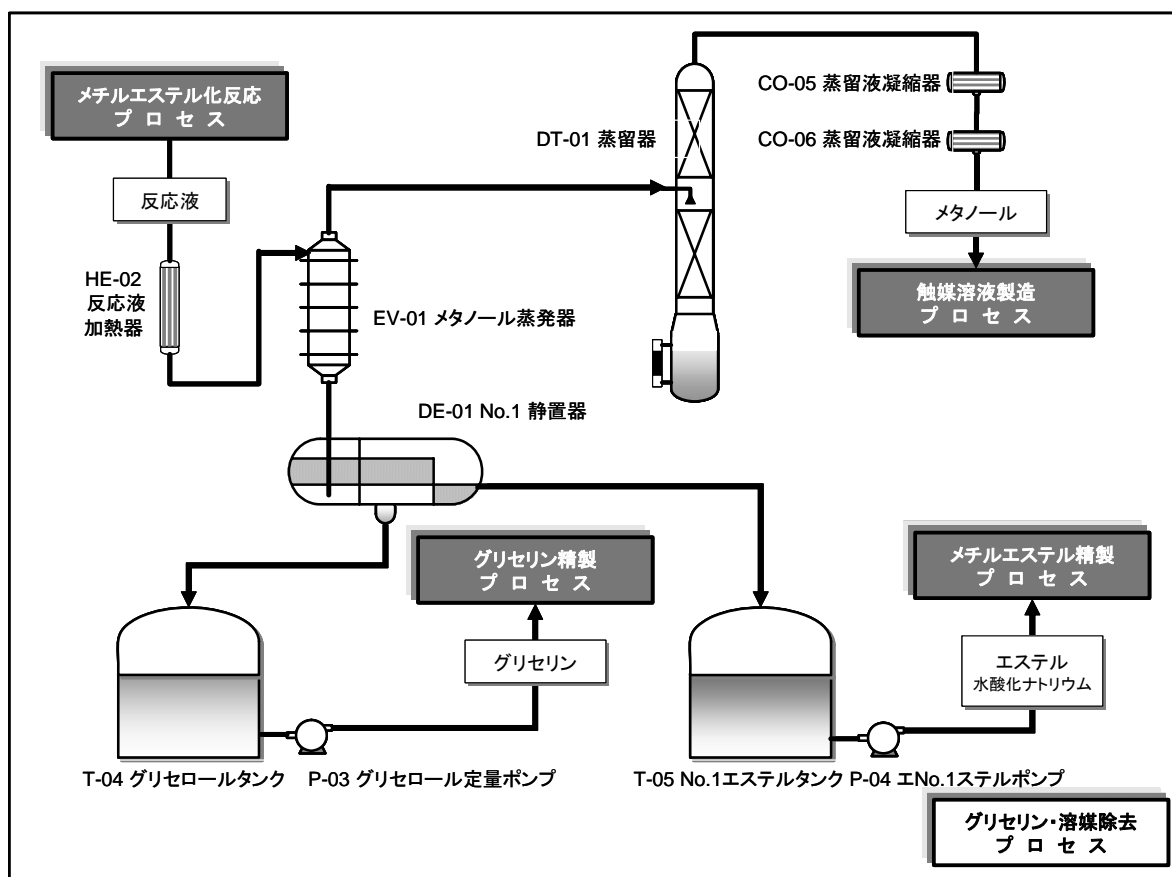 メチルエステル化反応
プロセス
反応液
HE-02
反応液
加熱器
EV-01 メタノール蒸発器
DT-01 蒸留器
CO-05 蒸留液凝縮器
CO-06 蒸留液凝縮器
メタノール
触媒溶液製造
プロセス
DE-01 No.1 静置器
グリセリン精製
プロセス
グリセリン
メチルエステル精製
プロセス
エステル
水酸化ナトリウム
T-04 グリセロールタンク
P-03 グリセロール定量ポンプ
T-05 No.1エステルタンク
P-04 エNo.1ステルポンプ
グリセリン・溶媒除去
プロセス